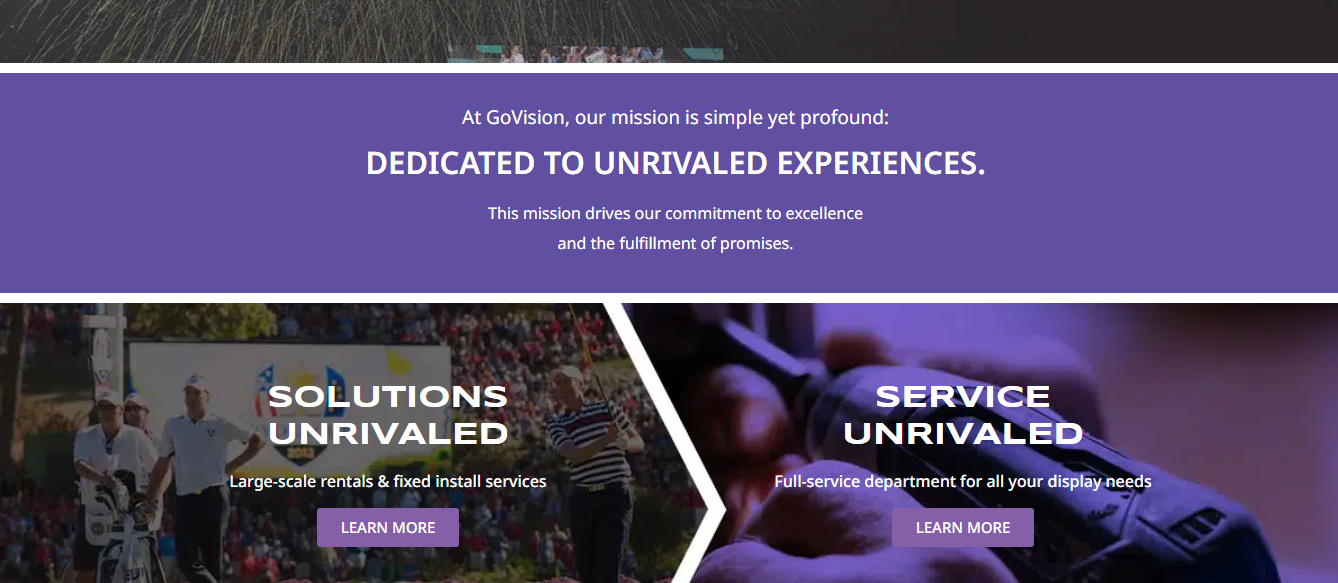 At GoVision, our mission is simple yet profound:
DEDICATED TO UNRIVALED EXPERIENCES.
This mission drives our commitment to excellence
and the fulfillment of promises.
SOLUTIONS
UNRIVALED
2012
Large-scale rentals & fixed install services
LEARN MORE
SERVICE
UNRIVALED
Full-service department for all your display needs
LEARN MORE